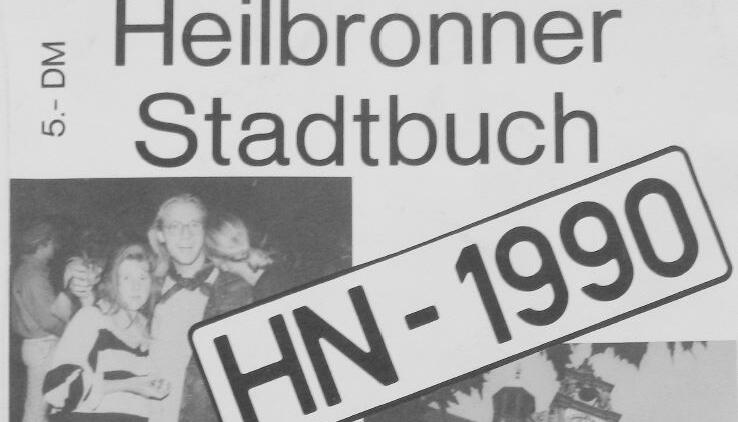 Heilbronner
5.- DM
Stadtbuch
HN-1990